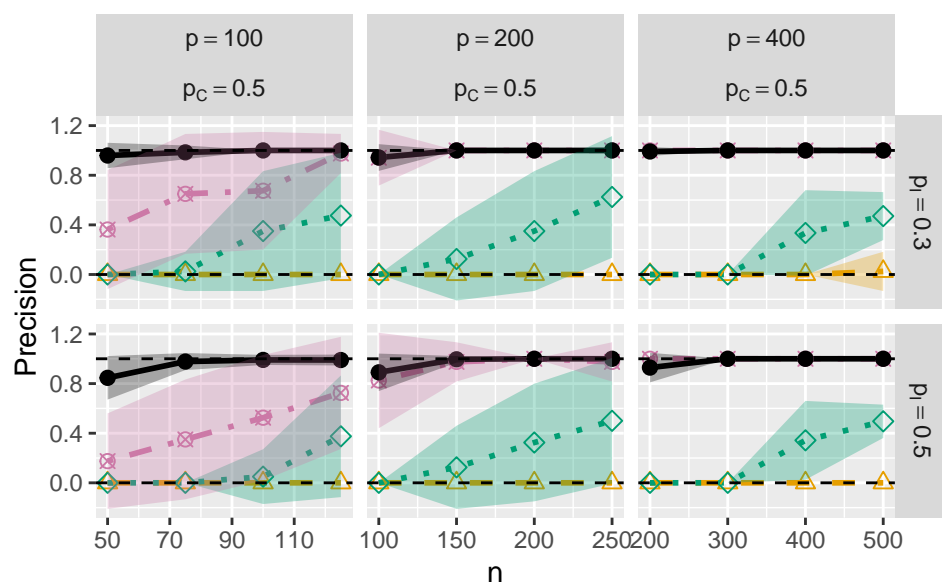 p = 100
p = 200
p = 400
p_C = 0.5
p_C = 0.5
p_C = 0.5
1.2
0.8
0.4
0.0
p_I = 0.3
Precision
1.2
0.8
0.4
0.0
p_I = 0.5
50 70 90 110 100 150 200 250 200 300 400 500
n